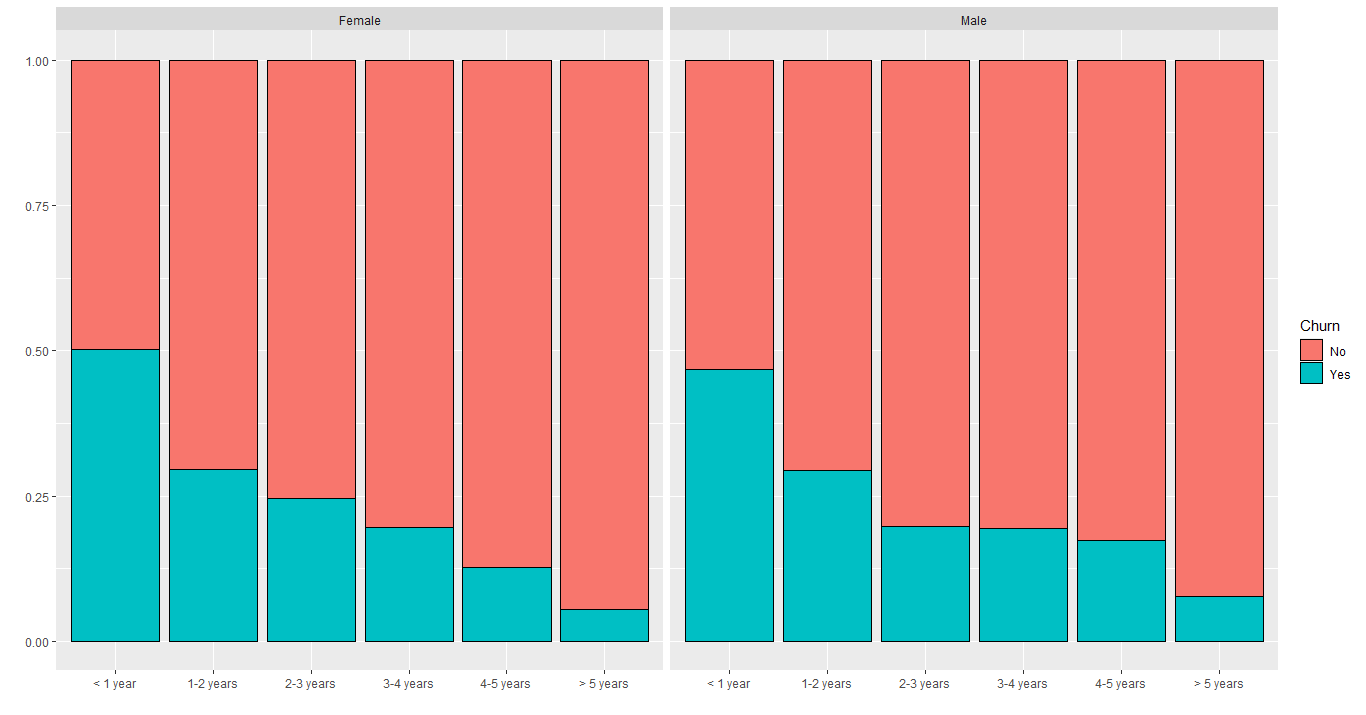 Female Male
1.00
0.75
0.50
0.25
0.00
< 1 year 1-2 years 2-3 years 3-4 years 4-5 years > 5 years < 1 year 1-2 years 2-3 years 3-4 years 4-5 years > 5 years
Churn
No
Yes